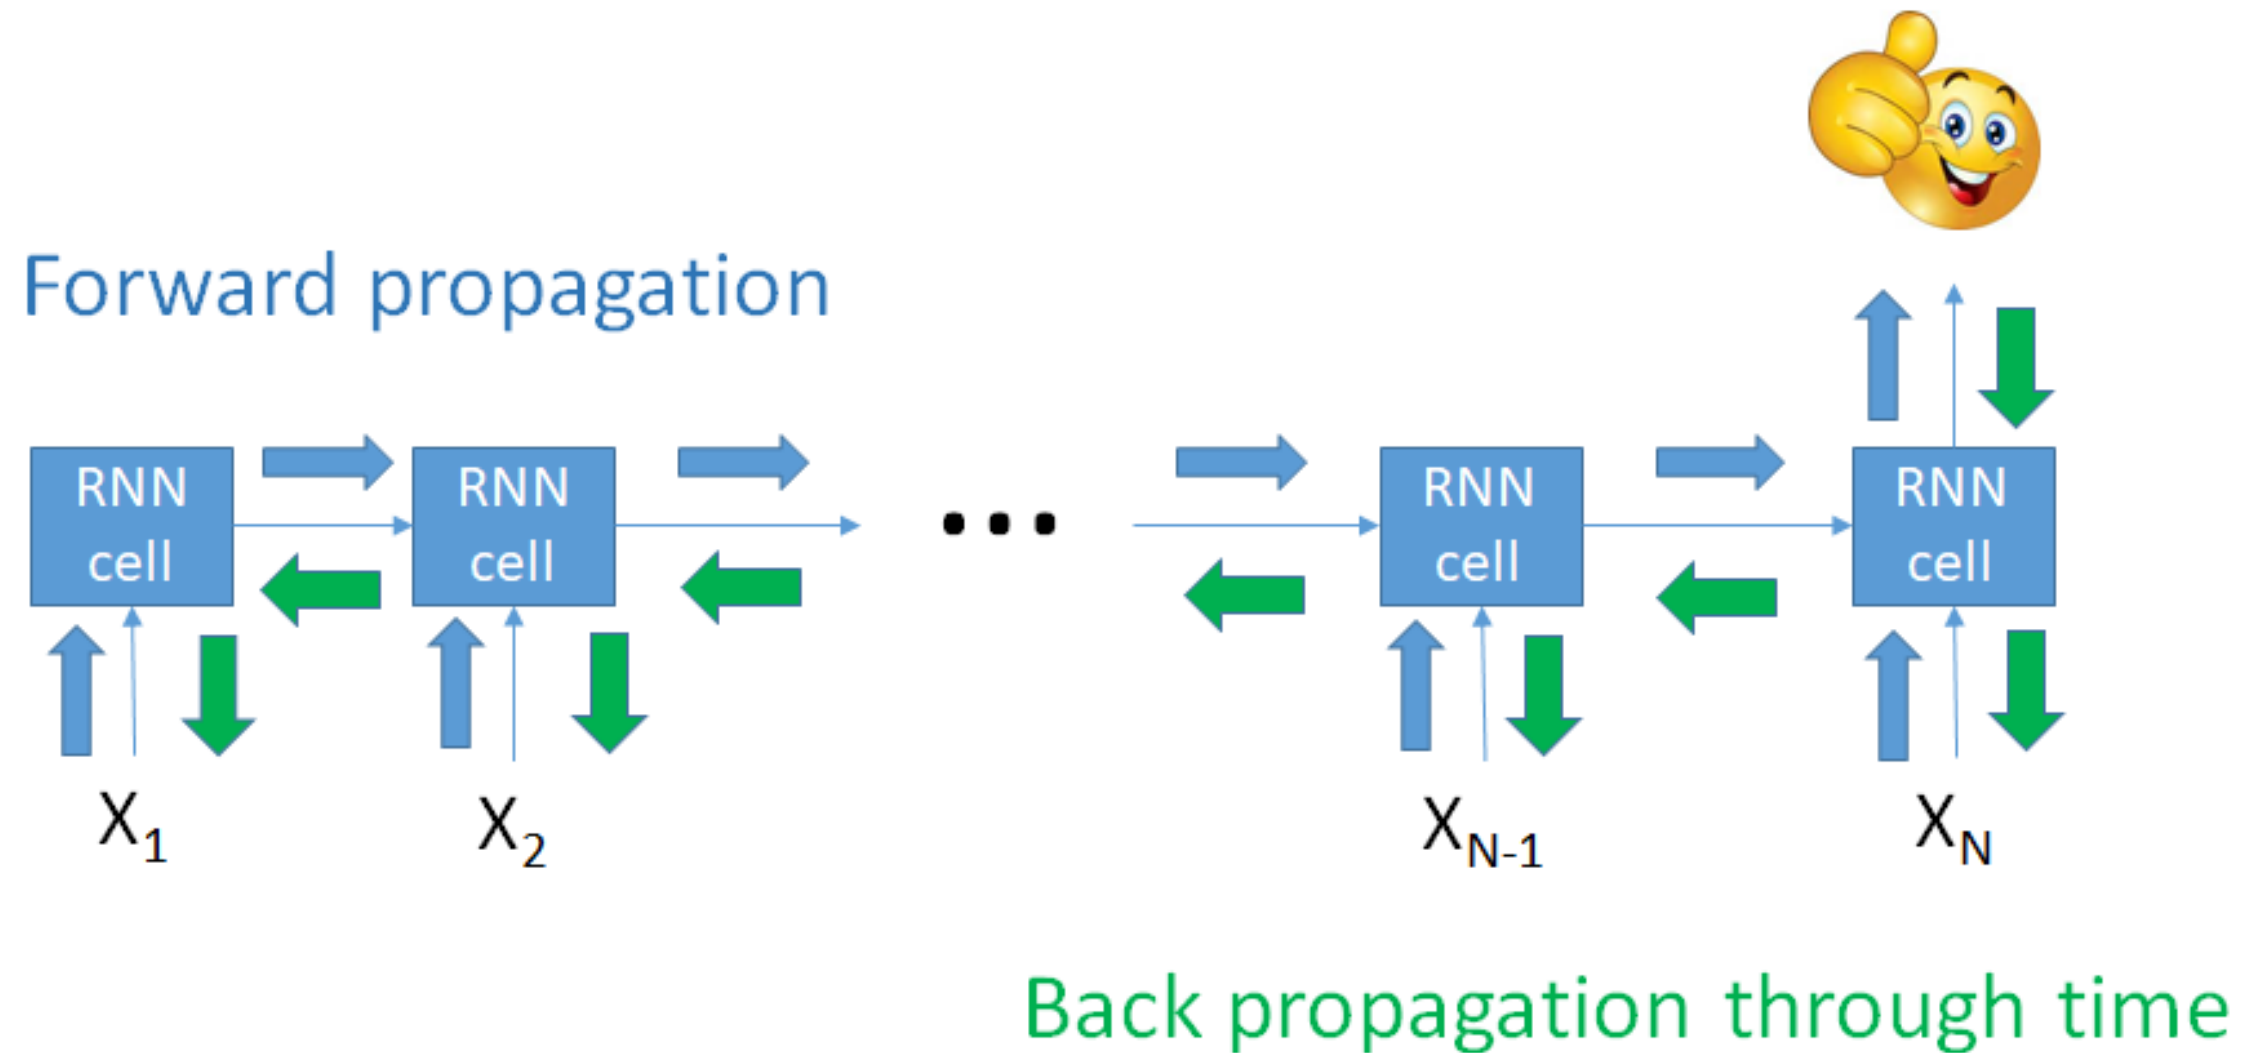 Forward propagation
RNN
cell
RNN
cell
...
RNN
cell
RNN
cell
X1
X2
XN-1
XN
Back propagation through time